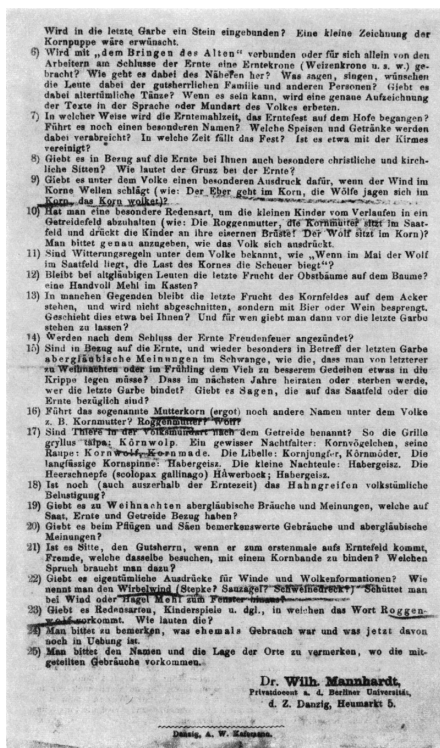 Wird in die letzte Garbe ein Stein eingebunden? Eine kleine Zeichnung der
Kornpuppe wäre erwünscht.
6) Wird mit „dem Bringen des Alten“ verbunden oder für sich allein von den
Arbeitern am Schlusse der Ernte eine Erntekrone (Weizenkrone u. s. w.) ge-
bracht? Wie geht es dabei des Näheren her? Was sagen, singen, wünschen
die Leute dabei der gutsherrlichen Familie und anderen Personen? Giebt es
dabei altertümliche Tänze? Wenn es sein kann, wird eine genaue Aufzeichnung
der Texte in der Sprache oder Mundart des Volkes erbeten.
7) In welcher Weise wird die Erntemahlzeit, das Erntefest auf dem Hofe begangen?
Führt es noch einen besonderen Namen? Welche Speisen und Getränke werden
dabei verabreicht? In welche Zeit fällt das Fest? Ist es etwa mit der Kirmes
vereinigt?
8) Giebt es in Bezug auf die Ernte bei Ihnen auch besondere christliche und kirch-
liche Sitten? Wie lautet der Grusz bei der Ernte?
9) Giebt es unter dem Volke einen besonderen Ausdruck dafür, wenn der Wind im
Korne Wellen schlägt (wie: Der Eber geht im Korn, die Wölfe jagen sich im
Korn, das Korn wolket)?
10) Hat man eine besondere Redensart, um die kleinen Kinder vom Verlaufen in ein
Getreidefeld abzuhalten (wie: Die Roggenmutter, die Kornmutter sitzt im Saat-
feld und drückt die Kinder an ihre eisernen Brüste! Der Wolf sitzt im Korn)?
Man bittet genau anzugeben, wie das Volk sich ausdrückt.
11) Sind Witterungsregeln unter dem Volke bekannt, wie „Wenn im Mai der Wolf
im Saatfeld liegt, die Last des Kornes die Scheuer biegt“?
12) Bleibt bei altgläubigen Leuten die letzte Frucht der Obstbäume auf dem Baume?
eine Handvoll Mehl im Kasten?
13) In manchen Gegenden bleibt die letzte Frucht des Kornfeldes auf dem Acker
stehen, und wird nicht abgeschnitten, sondern mit Bier oder Wein besprengt.
Geschieht dies etwa bei Ihnen? Und für wen giebt man dann vor die letzte Garbe
stehen zu lassen?
14) Werden nach dem Schluss der Ernte Freudenfeuer angezündet?
15) Sind in Bezug auf die Ernte, und wieder besonders in Betreff der letzten Garbe
abergläubische Meinungen im Schwange, wie die, dasz man von letzterer
zu Weihnachten oder im Frühling dem Vieh zu besserem Gedeihen etwas in die
Krippe legen müsse? Dass im nächsten Jahre heiraten oder sterben werde,
wer die letzte Garbe bindet? Giebt es Sagen, die auf das Saatfeld oder die
Ernte bezüglich sind?
16) Führt das sogenannte Mutterkorn (ergot) noch andere Namen unter dem Volke
z. B. Kornmutter? Roggenmutter? Wolf?
17) Sind Thiere in der Volksmundart nach dem Getreide benannt? So die Grille
gryllus talpa: Körnwolp. Ein gewisser Nachtfalter: Kornvögelchen, seine
Raupe: Kornwolf, Kornmade. Die Libelle: Kornjungfer, Körnmöder. Die
langfüszige Kornspinne: Habergeisz. Die kleine Nachteule: Habergeisz. Die
Heerschnepfe (scolopax gallinago) Håwerbock; Habergeisz.
18) Ist noch (auch auszerhalb der Erntezeit) das Hahngreifen volkstümliche
Belustigung?
19) Giebt es zu Weihnachten abergläubische Bräuche und Meinungen, welche auf
Saat, Ernte und Getreide Bezug haben?
20) Giebt es beim Pflügen und Säen bemerkenswerte Gebräuche und abergläubische
Meinungen?
21) Ist es Sitte, den Gutsherrn, wenn er zum erstenmale aufs Erntefeld kommt,
Fremde, welche dasselbe besuchen, mit einem Kornbande zu binden? Welchen
Spruch braucht man dazu?
22) Giebt es eigentümliche Ausdrücke für Winde und Wolkenformationen? Wie
nennt man den Wirbelwind (Stepke? Sauzagel? Schweinedreck?) Schüttet man
bei Wind oder Hagel Mehl zum Fenster hinaus?
23) Giebt es Redensarten, Kinderspiele u. dgl., in welchen das Wort Roggen-
wolf vorkommt. Wie lauten die?
24) Man bittet zu bemerken, was ehemals Gebrauch war und was jetzt davon
noch in Uebung ist.
25) Man bittet den Namen und die Lage der Orte zu vermerken, wo die mit-
geteilten Gebräuche vorkommen.
Dr. Wilh. Mannhardt,
Privatdocent a. d. Berliner Universität,
d. Z. Danzig, Heumarkt 5.
Danzig, A. W. Kafemann.